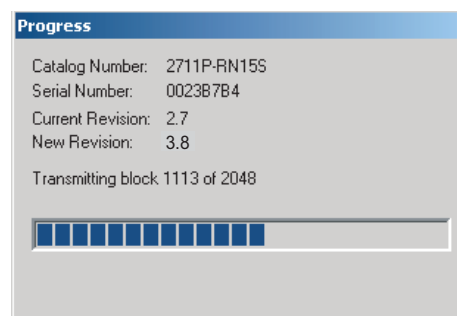 Progress
Catalog Number: 2711P-RN15S
Serial Number: 0023B7B4
Current Revision: 2.7
New Revision: 3.8
Transmitting block 1113 of 2048